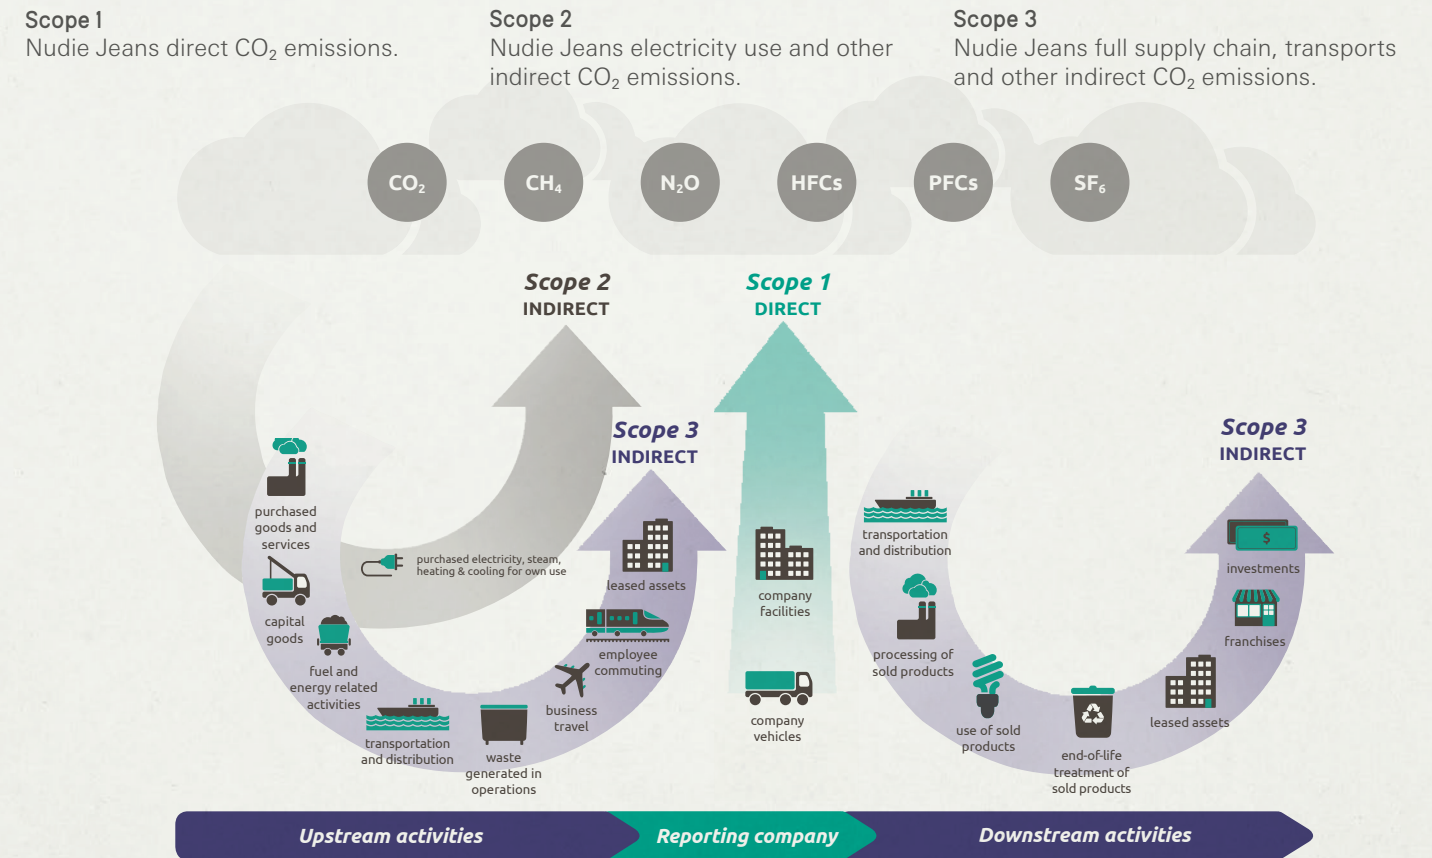 Scope 1
Nudie Jeans direct CO₂ emissions.
Scope 2
Nudie Jeans electricity use and other
indirect CO₂ emissions.
Scope 3
Nudie Jeans full supply chain, transports
and other indirect CO₂ emissions.
CO₂
CH₄
N₂O
HFCs
PFCs
SF₆
Scope 2
INDIRECT
Scope 1
DIRECT
Scope 3
INDIRECT
Scope 3
INDIRECT
purchased
goods and
services
capital
goods
fuel and
energy related
activities
transportation
and distribution
waste
generated in
operations
business
travel
employee
commuting
leased assets
purchased electricity, steam,
heating & cooling for own use
company
facilities
company
vehicles
transportation
and distribution
processing of
sold products
use of sold
products
end-of-life
treatment of
sold products
leased assets
franchises
$
investments
Upstream activities
Reporting company
Downstream activities